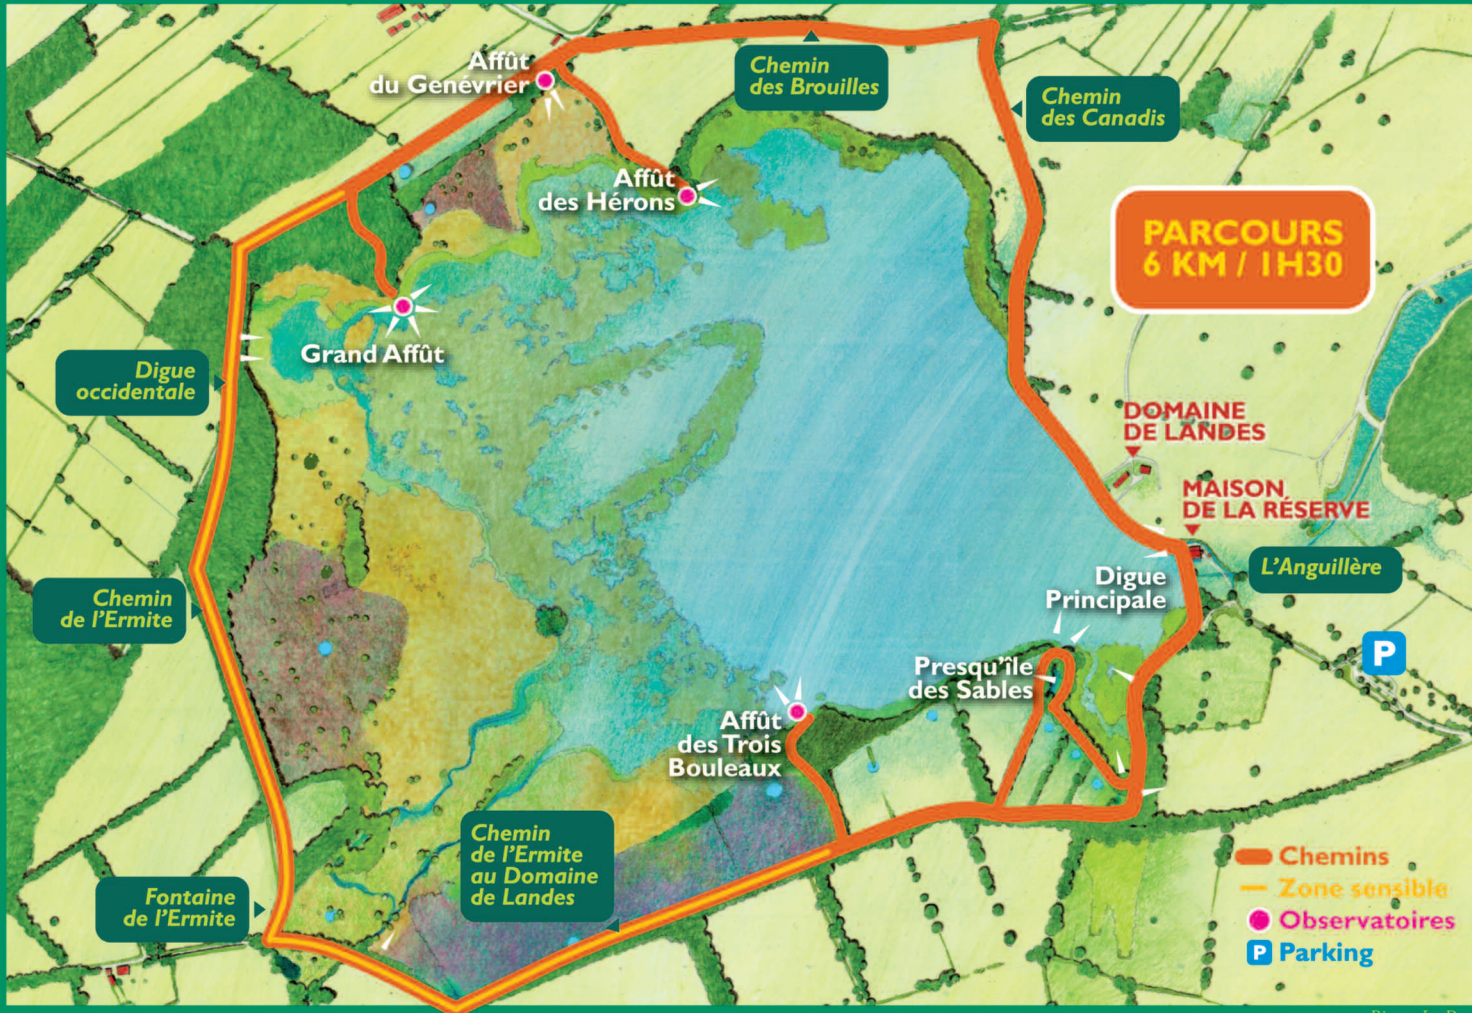 Affût
du Genévrier
Chemin
des Brouilles
Chemin
des Canadis
Affût
des Hérons
PARCOURS
6 KM / 1H30
Grand Affût
Digue
occidentale
DOMAINE
DE LANDES
MAISON
DE LA RÉSERVE
L'Anguillère
Digue
Principale
Chemin
de l'Ermite
P
Presqu'île
des Sables
Affût
des Trois
Bouleaux
Chemin
de l'Ermite
au Domaine
de Landes
Fontaine
de l'Ermite
Chemins
Zone sensible
Observatoires
P Parking